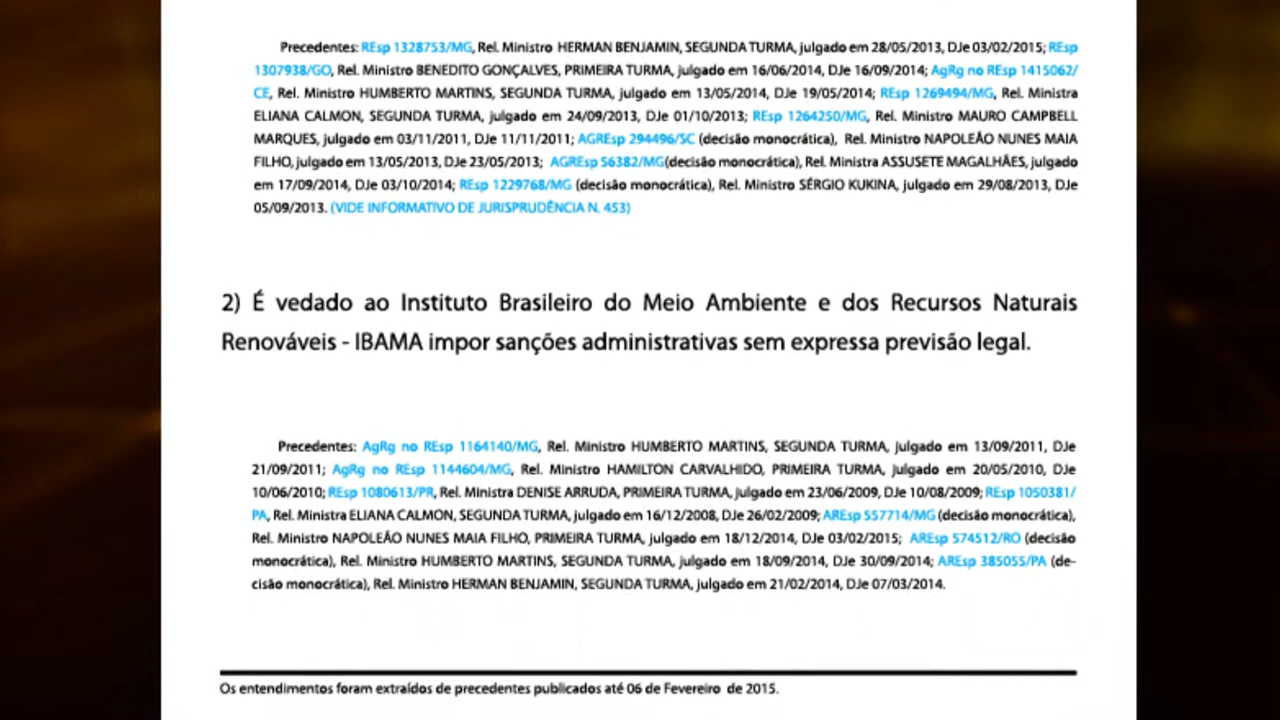 Precedentes: REsp 1328753/MG, Rel. Ministro HERMAN BENJAMIN, SEGUNDA TURMA, julgado em 28/05/2013, DJe 03/02/2015; REsp
1307938/GO, Rel. Ministro BENEDITO GONÇALVES, PRIMEIRA TURMA, julgado em 16/06/2014, DJe 16/09/2014; AgRg no REsp 1415062/
CE, Rel. Ministro HUMBERTO MARTINS, SEGUNDA TURMA, julgado em 13/05/2014, DJe 19/05/2014; REsp 1269494/MG, Rel. Ministra
ELIANA CALMON, SEGUNDA TURMA, julgado em 24/09/2013, DJe 01/10/2013; REsp 1264250/MG, Rel. Ministro MAURO CAMPBELL
MARQUES, julgado em 03/11/2011, DJe 11/11/2011; AGREsp 294496/SC (decisão monocrática), Rel. Ministro NAPOLEÃO NUNES MAIA
FILHO, julgado em 13/05/2013, DJe 23/05/2013; AGREsp 56382/MG(decisão monocrática), Rel. Ministra ASSUSETE MAGALHÃES, julgado
em 17/09/2014, DJe 03/10/2014; REsp 1229768/MG (decisão monocrática), Rel. Ministro SÉRGIO KUKINA, julgado em 29/08/2013, DJe
05/09/2013. (VIDE INFORMATIVO DE JURISPRUDÊNCIA N. 453)
2) É vedado ao Instituto Brasileiro do Meio Ambiente e dos Recursos Naturais
Renováveis - IBAMA impor sanções administrativas sem expressa previsão legal.
Precedentes: AgRg no REsp 1164140/MG, Rel. Ministro HUMBERTO MARTINS, SEGUNDA TURMA, julgado em 13/09/2011, DJe
21/09/2011; AgRg no REsp 1144604/MG, Rel. Ministro HAMILTON CARVALHIDO, PRIMEIRA TURMA, julgado em 20/05/2010, DJe
10/06/2010; REsp 1080613/PR, Rel. Ministra DENISE ARRUDA, PRIMEIRA TURMA, julgado em 23/06/2009, DJe 10/08/2009; REsp 1050381/
PA, Rel. Ministra ELIANA CALMON, SEGUNDA TURMA, julgado em 16/12/2008, DJe 26/02/2009; AREsp 557714/MG (decisão monocrática),
Rel. Ministro NAPOLEÃO NUNES MAIA FILHO, PRIMEIRA TURMA, julgado em 18/12/2014, DJe 03/02/2015; AREsp 574512/RO (decisão
monocrática), Rel. Ministro HUMBERTO MARTINS, SEGUNDA TURMA, julgado em 18/09/2014, DJe 30/09/2014; AREsp 385055/PA (de-
cisão monocrática), Rel. Ministro HERMAN BENJAMIN, SEGUNDA TURMA, julgado em 21/02/2014, DJe 07/03/2014.
Os entendimentos foram extraídos de precedentes publicados até 06 de Fevereiro de 2015.